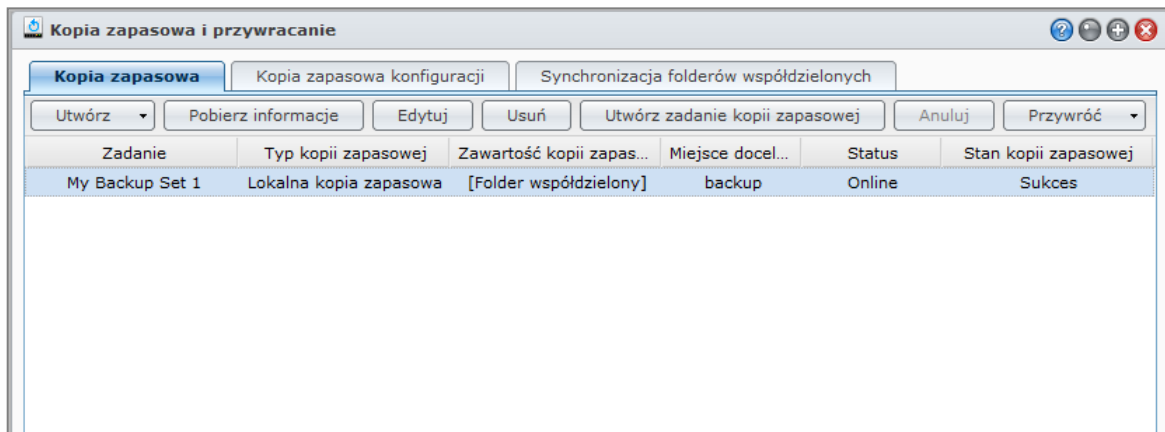 Kopia zapasowa i przywracanie
Kopia zapasowa Kopia zapasowa konfiguracji Synchronizacja folderów współdzielonych
Utwórz Pobierz informacje Edytuj Usuń Utwórz zadanie kopii zapasowej Anuluj Przywróć
Zadanie Typ kopii zapasowej Zawartość kopii zapas... Miejsce docel... Status Stan kopii zapasowej
My Backup Set 1 Lokalna kopia zapasowa [Folder współdzielony] backup Online Sukces